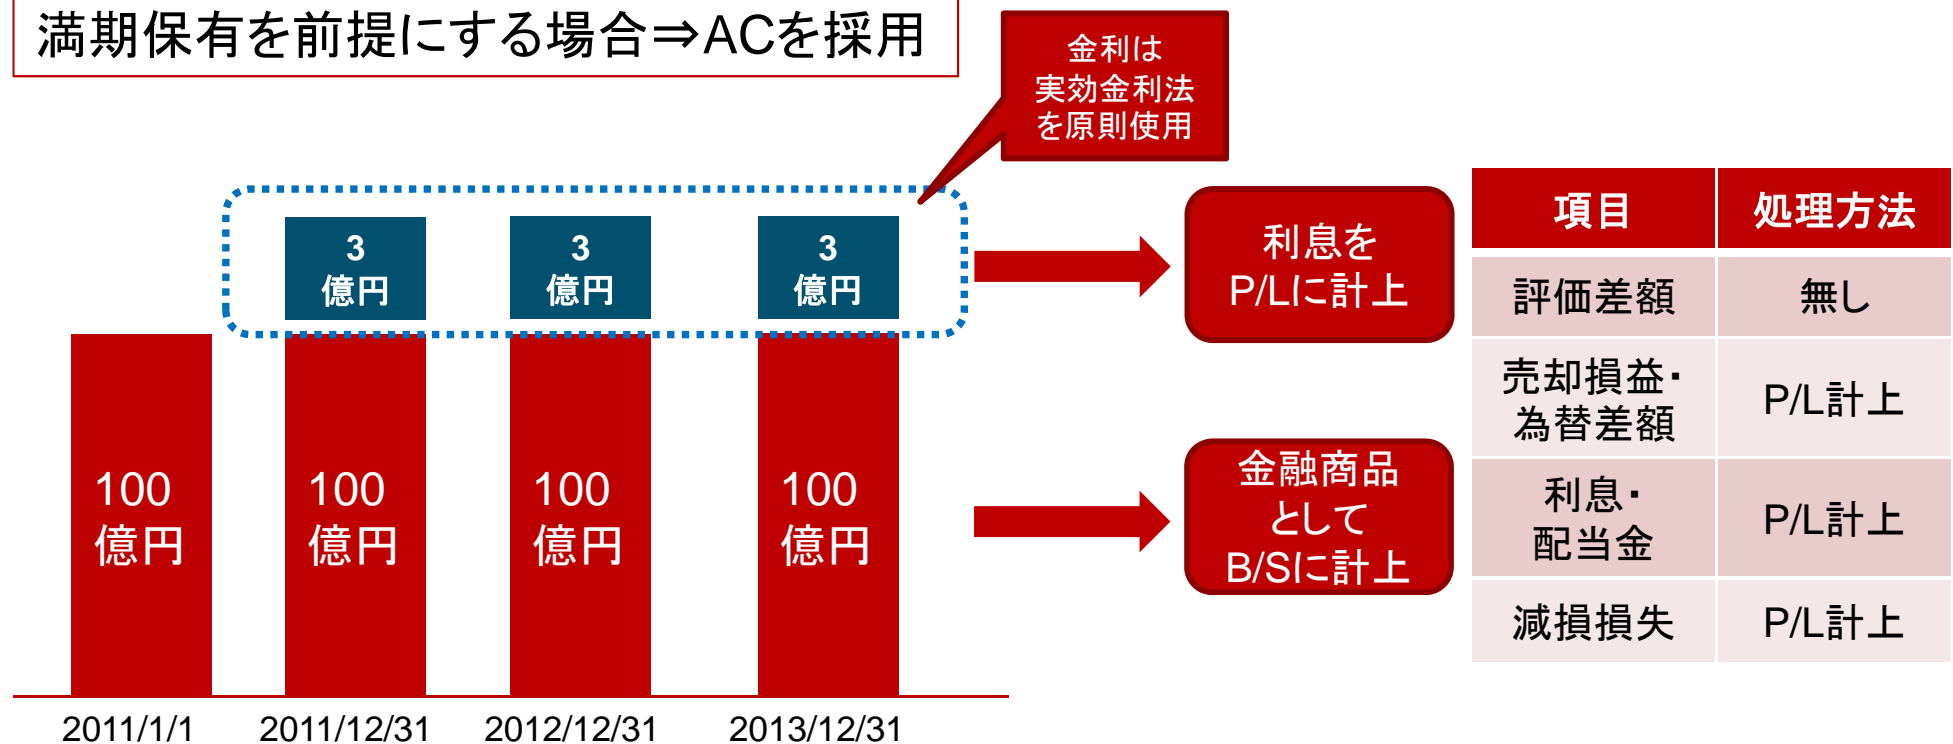 満期保有を前提にする場合⇒ACを採用
金利は
実効金利法
を原則使用
3
億円
3
億円
3
億円
100
億円
100
億円
100
億円
100
億円
2011/1/1
2011/12/31
2012/12/31
2013/12/31
利息を
P/Lに計上
金融商品
として
B/Sに計上
項目
処理方法
評価差額
無し
売却損益・
為替差額
P/L計上
利息・
配当金
P/L計上
減損損失
P/L計上